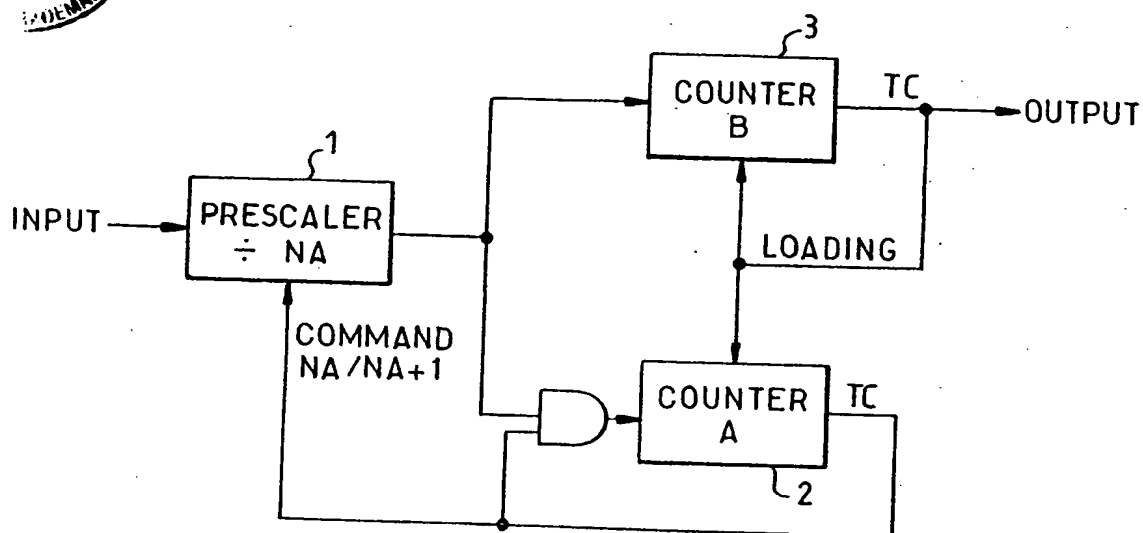 3
COUNTER
B
TC
OUTPUT
1
INPUT
PRESCALER
÷ NA
LOADING
COMMAND
NA/NA+1
COUNTER
A
TC
2